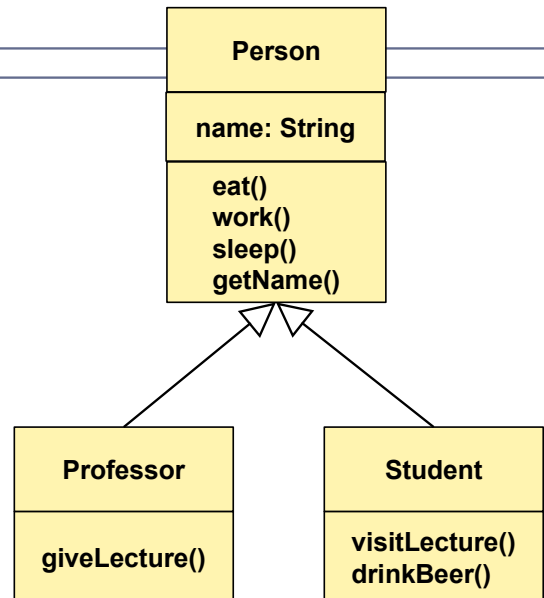 Person
name: String
eat()
work()
sleep()
getName()
Professor
giveLecture()
Student
visitLecture()
drinkBeer()